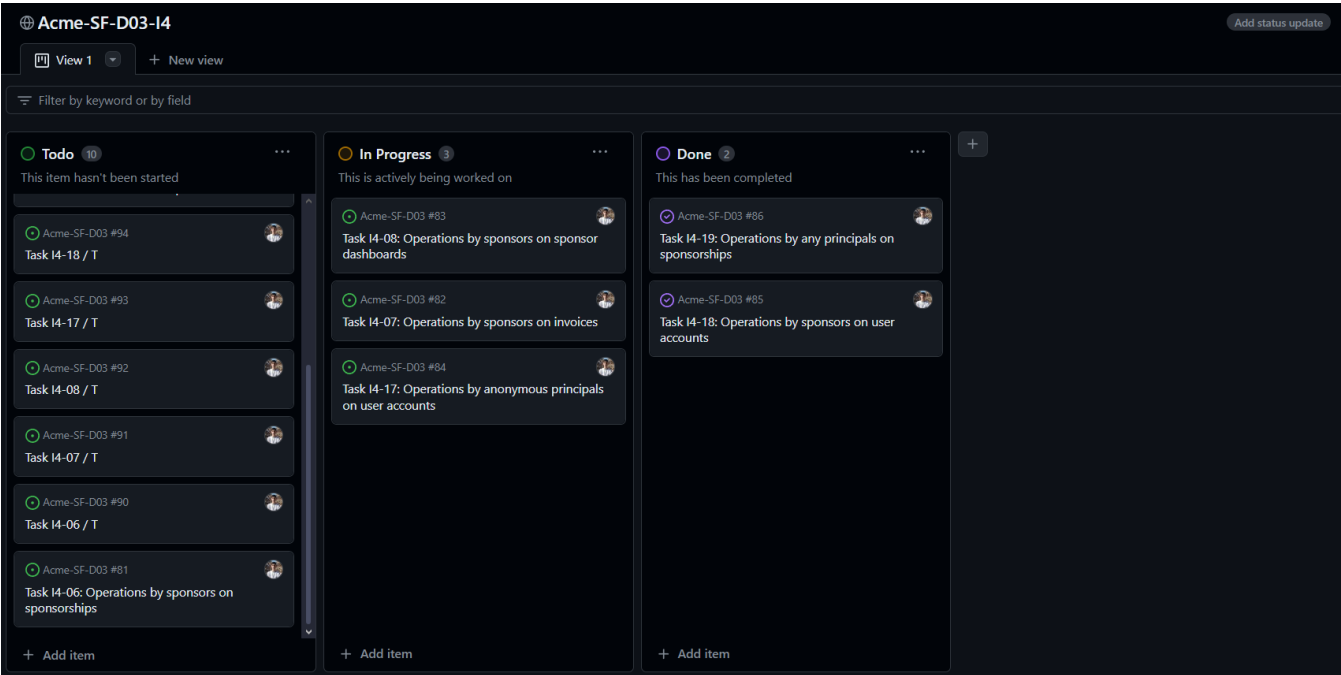 Acme-SF-D03-I4
Add status update
View 1
New view
Filter by keyword or by field
Todo 10
This item hasn't been started
Acme-SF-D03 #94
Task I4-18 / T
Acme-SF-D03 #93
Task I4-17 / T
Acme-SF-D03 #92
Task I4-08 / T
Acme-SF-D03 #91
Task I4-07 / T
Acme-SF-D03 #90
Task I4-06 / T
Acme-SF-D03 #81
Task I4-06: Operations by sponsors on
sponsorships
+ Add item
In Progress 3
This is actively being worked on
Acme-SF-D03 #83
Task I4-08: Operations by sponsors on sponsor
dashboards
Acme-SF-D03 #82
Task I4-07: Operations by sponsors on invoices
Acme-SF-D03 #84
Task I4-17: Operations by anonymous principals
on user accounts
+ Add item
Done 2
This has been completed
Acme-SF-D03 #86
Task I4-19: Operations by any principals on
sponsorships
Acme-SF-D03 #85
Task I4-18: Operations by sponsors on user
accounts
+ Add item